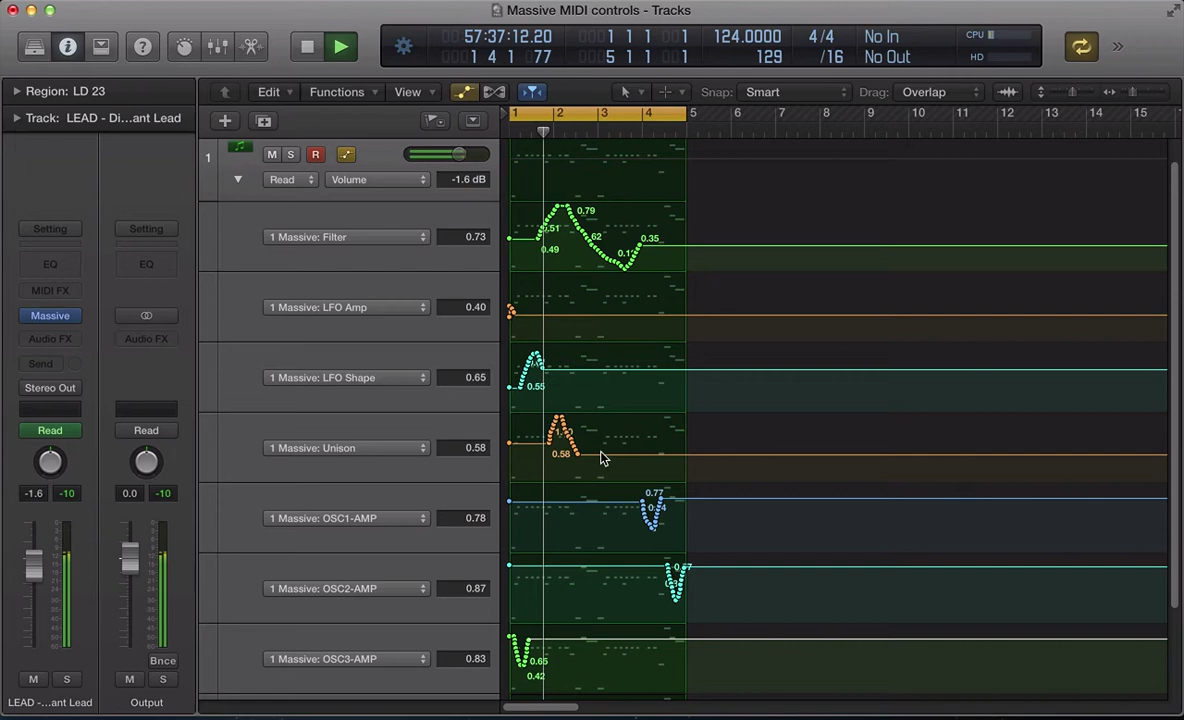 Massive MIDI controls - Tracks
57:37:12.20 1 1 1 1 124.0000 4/4 No In CPU
1 4 1 77 5 1 1 1 129 /16 No Out HD
Region: LD 23
Edit Functions View Snap: Smart Drag: Overlap
Track: LEAD - Di...ant Lead
1 2 3 4 5 6 7 8 9 10 11 12 13 14 15
1 M S R
Read Volume -1.6 dB
Setting Setting
0.79
0.51
1 Massive: Filter 0.73
.62 0.35
0.49
EQ EQ
MIDI FX
1 Massive: LFO Amp 0.40
Massive
Audio FX Audio FX
Send
1 Massive: LFO Shape 0.65
0.55
Stereo Out
Read Read
1 Massive: Unison 0.58
0.58
-1.6 -10 0.0 -10
0.77
1 Massive: OSC1-AMP 0.78
1 Massive: OSC2-AMP 0.87
1 Massive: OSC3-AMP 0.83
0.65
0.42
Bnce
M S M S
LEAD -...ant Lead Output